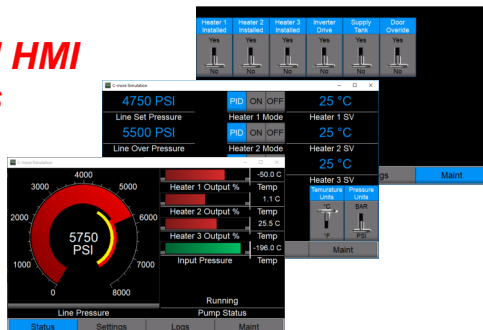 HMI
Heater 1 Installed
Heater 2 Installed
Heater 3 Installed
Inverter Drive
Supply Tank
Door Overide
Yes Yes Yes Yes Yes Yes
No No No No No No
Maint
C-more Simulation
4750 PSI
PID ON OFF
25 °C
Line Set Pressure
Heater 1 Mode
Heater 1 SV
5500 PSI
PID ON OFF
25 °C
Line Over Pressure
Heater 2 Mode
Heater 2 SV
25 °C
Heater 3 SV
Temurature Units
Pressure Units
°C BAR
°F PSI
Maint
C-more Simulation
0
1000
2000
3000
4000
5000
6000
7000
8000
5750
PSI
Line Pressure
-50.0 C
Heater 1 Output % Temp
1.1 C
Heater 2 Output % Temp
25.5 C
Heater 3 Output % Temp
-196.0 C
Input Pressure Temp
Running
Pump Status
Status Settings Logs Maint